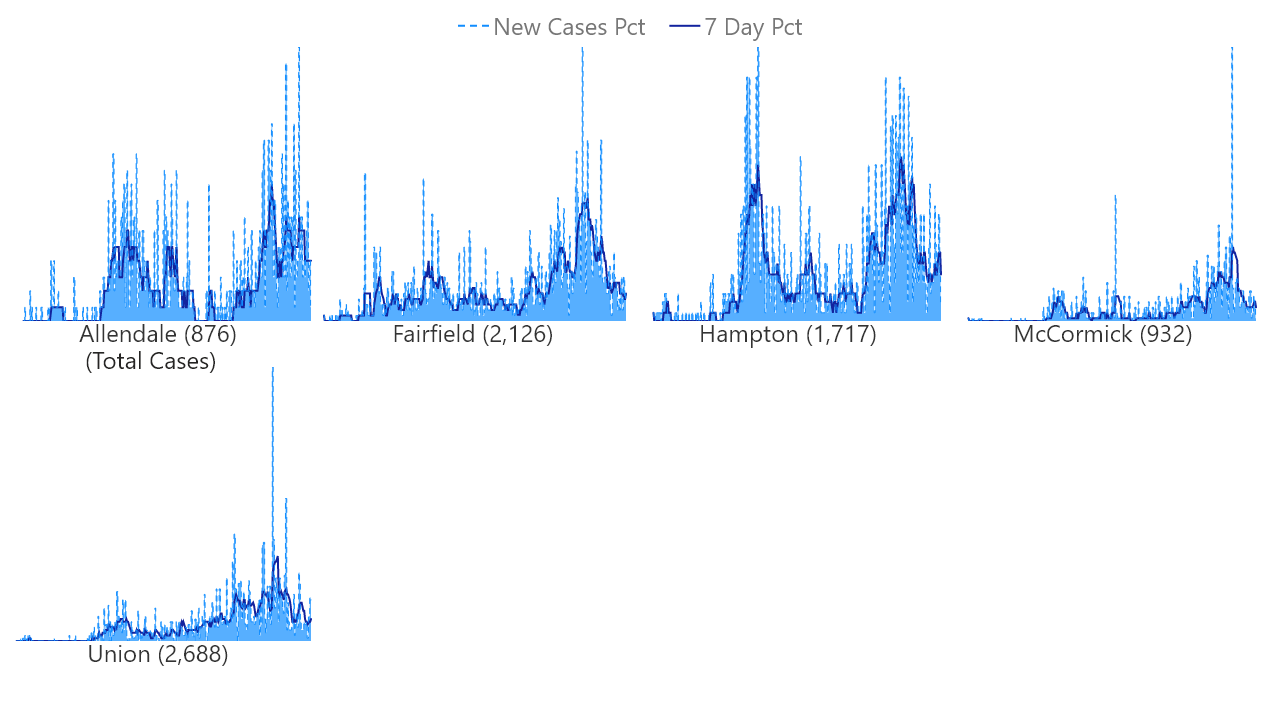 New Cases Pct 7 Day Pct
Allendale (876)
(Total Cases)
Fairfield (2,126)
Hampton (1,717)
McCormick (932)
Union (2,688)